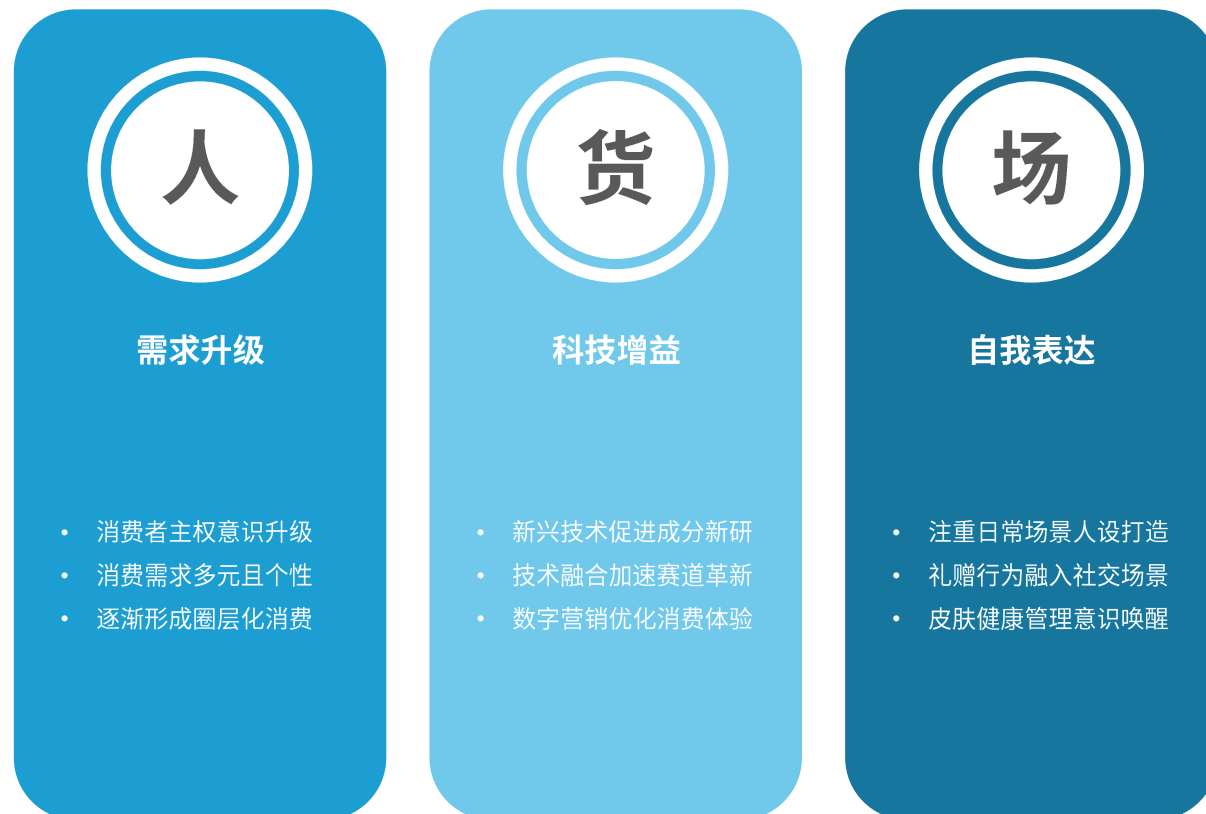 人
需求升级
• 消费者主权意识升级
• 消费需求多元且个性
• 逐渐形成圈层化消费
货
科技增益
• 新兴技术促进成分新研
• 技术融合加速赛道革新
• 数字营销优化消费体验
场
自我表达
• 注重日常场景人设打造
• 礼赠行为融入社交场景
• 皮肤健康管理意识唤醒